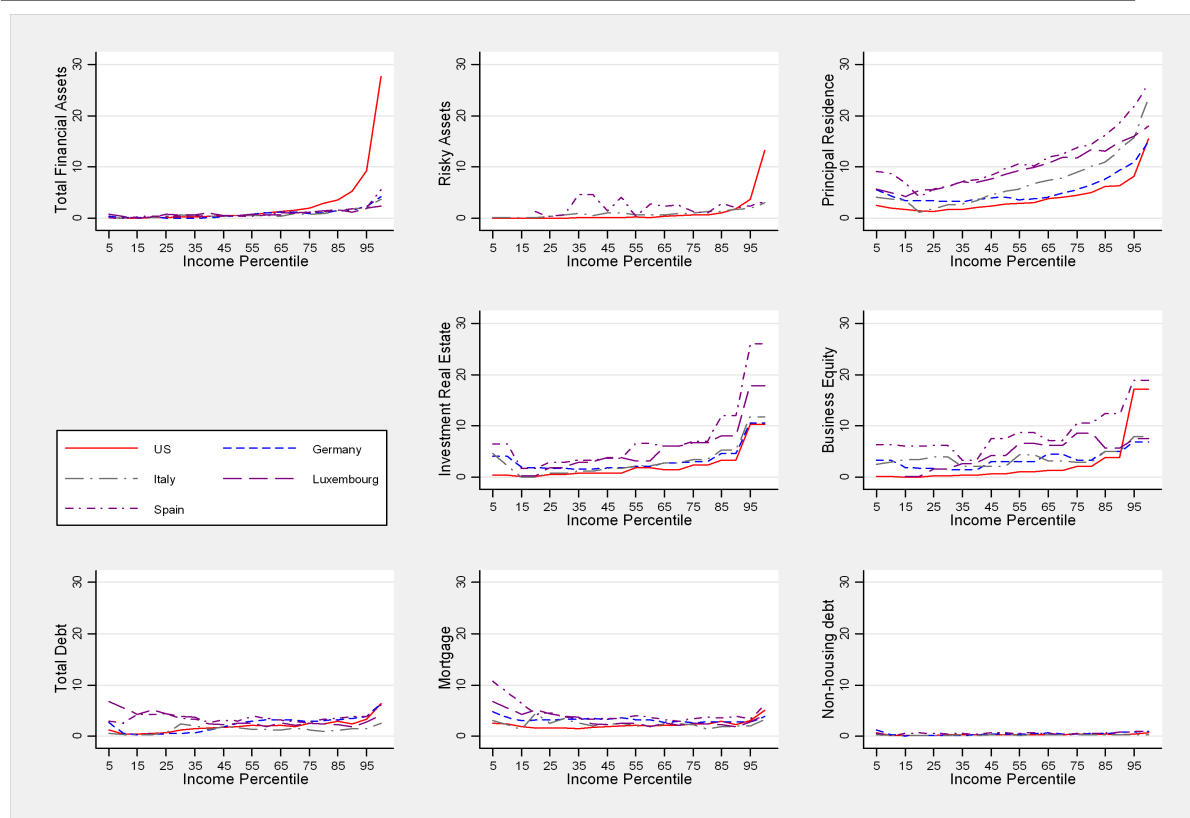 Total Financial Assets
30
20
10
0
5 15 25 35 45 55 65 75 85 95
Income Percentile
Risky Assets
30
20
10
0
5 15 25 35 45 55 65 75 85 95
Income Percentile
Principal Residence
30
20
10
0
5 15 25 35 45 55 65 75 85 95
Income Percentile
Investment Real Estate
30
20
10
0
5 15 25 35 45 55 65 75 85 95
Income Percentile
Business Equity
30
20
10
0
5 15 25 35 45 55 65 75 85 95
Income Percentile
US Germany
Italy Luxembourg
Spain
Total Debt
30
20
10
0
5 15 25 35 45 55 65 75 85 95
Income Percentile
Mortgage
30
20
10
0
5 15 25 35 45 55 65 75 85 95
Income Percentile
Non-housing debt
30
20
10
0
5 15 25 35 45 55 65 75 85 95
Income Percentile